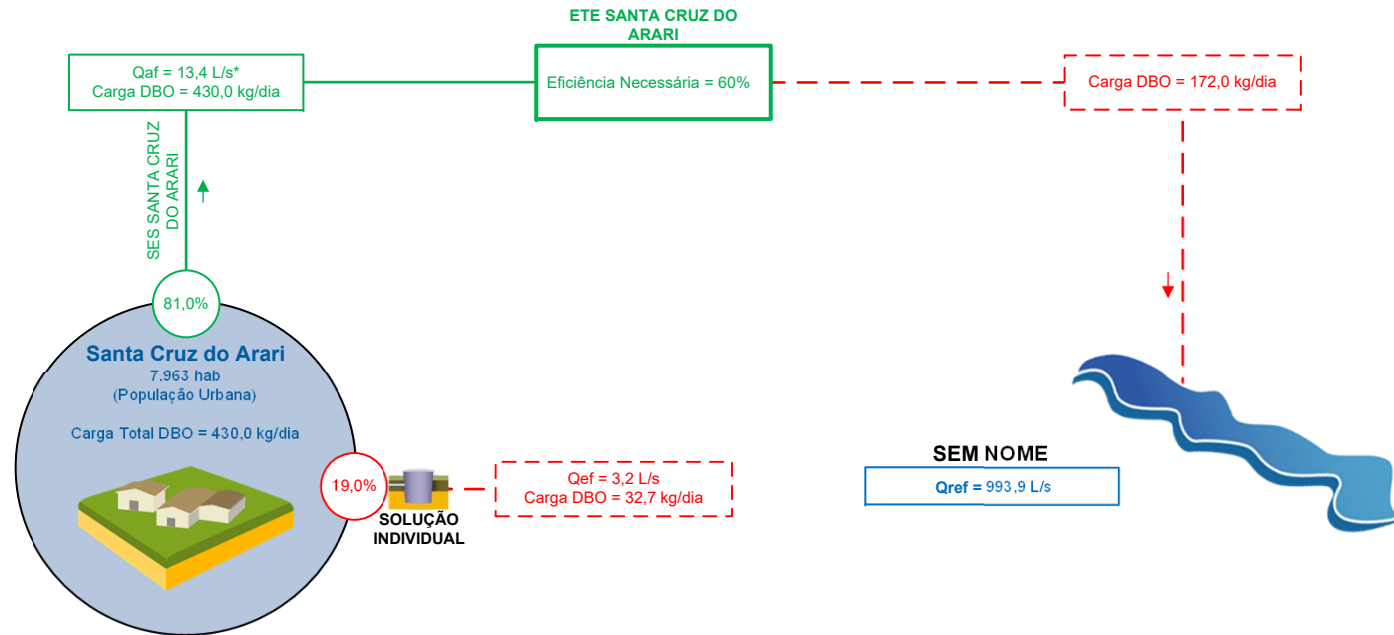 ETE SANTA CRUZ DO
ARARI
Qaf = 13,4 L/s*
Carga DBO = 430,0 kg/dia
Eficiência Necessária = 60%
Carga DBO = 172,0 kg/dia
SES SANTA CRUZ
DO ARARI
81,0%
Santa Cruz do Arari
7.963 hab
(População Urbana)
Carga Total DBO = 430,0 kg/dia
19,0%
SOLUÇÃO
INDIVIDUAL
Qef = 3,2 L/s
Carga DBO = 32,7 kg/dia
SEM NOME
Qref = 993,9 L/s